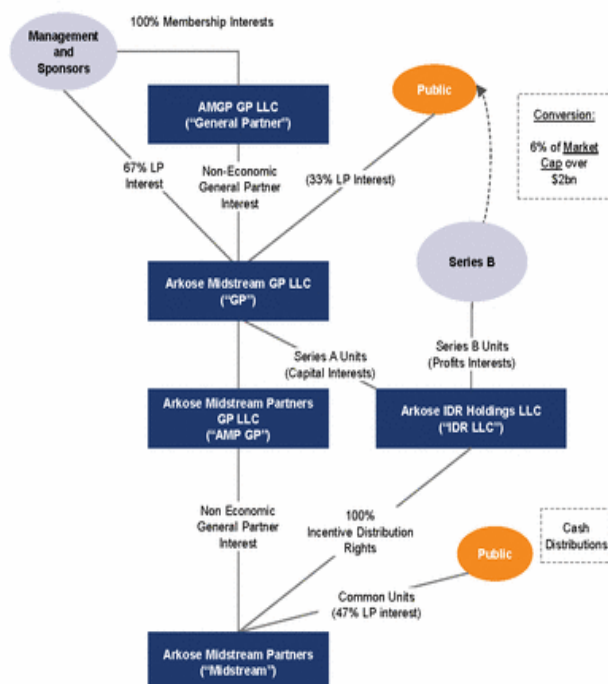 100% Membership Interests
Management
and
Sponsors
AMGP GP LLC
("General Partner")
Public
Conversion:
6% of Market
Cap over
$2bn
67% LP
Interest
Non-Economic
General Partner
Interest
(33% LP Interest)
Series B
Arkose Midstream GP LLC
("GP")
Series A Units
(Capital Interests)
Series B Units
(Profits Interests)
Arkose Midstream Partners
GP LLC
("AMP GP")
Arkose IDR Holdings LLC
("IDR LLC")
Non Economic
General Partner
Interest
100%
Incentive Distribution
Rights
Public
Cash
Distributions
Common Units
(47% LP interest)
Arkose Midstream Partners
("Midstream")